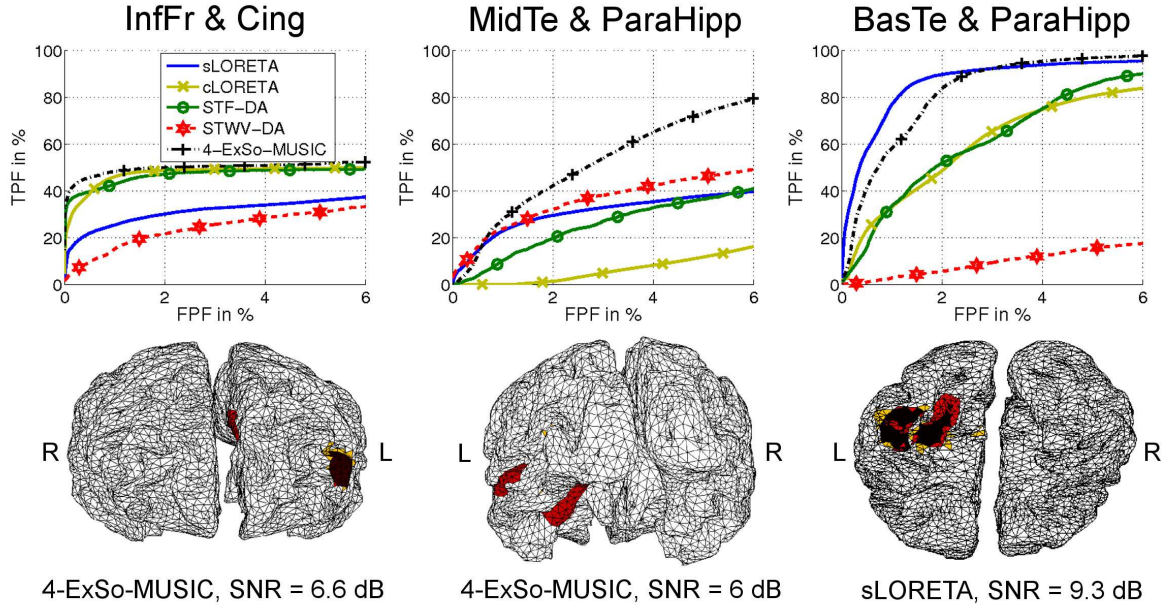 InfFr & Cing
MidTe & ParaHipp
BasTe & ParaHipp
100
80
60
40
20
0
TPF in %
sLORETA
cLORETA
STF-DA
STWV-DA
4-ExSo-MUSIC
0 2 4 6
FPF in %
100
80
60
40
20
0
TPF in %
0 2 4 6
FPF in %
100
80
60
40
20
0
TPF in %
0 2 4 6
FPF in %
R L
L R
L R
4-ExSo-MUSIC, SNR = 6.6 dB
4-ExSo-MUSIC, SNR = 6 dB
sLORETA, SNR = 9.3 dB